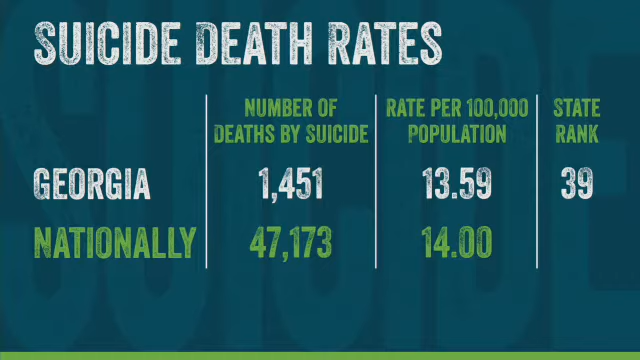 SUICIDE DEATH RATES
NUMBER OF DEATHS BY SUICIDE
RATE PER 100,000 POPULATION
STATE RANK
GEORGIA 1,451 13.59 39
NATIONALLY 47,173 14.00
SUICIDE